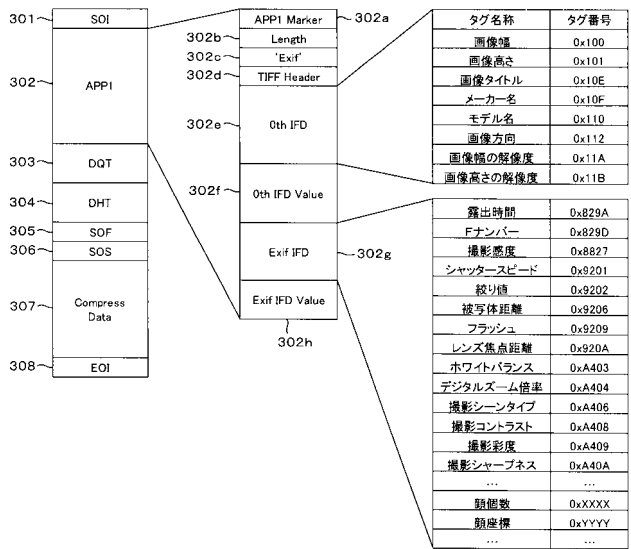 301
SOI
302
APP1
303
DQT
304
DHT
305
SOF
306
SOS
307
Compress
Data
308
EOI
APP1 Marker
302a
302b
Length
302c
'Exif'
302d
TIFF Header
302e
0th IFD
302f
0th IFD Value
Exif IFD
302g
Exif IFD Value
302h
タグ名称 タグ番号
画像幅 0x100
画像高さ 0x101
画像タイトル 0x10E
メーカー名 0x10F
モデル名 0x110
画像方向 0x112
画像幅の解像度 0x11A
画像高さの解像度 0x11B
露出時間 0x829A
Fナンバー 0x829D
撮影感度 0x8827
シャッタースピード 0x9201
絞り値 0x9202
被写体距離 0x9206
フラッシュ 0x9209
レンズ焦点距離 0x920A
ホワイトバランス 0xA403
デジタルズーム倍率 0xA404
撮影シーンタイプ 0xA406
撮影コントラスト 0xA408
撮影彩度 0xA409
撮影シャープネス 0xA40A
… …
顔個数 0xXXXX
顔座標 0xYYYY
… …